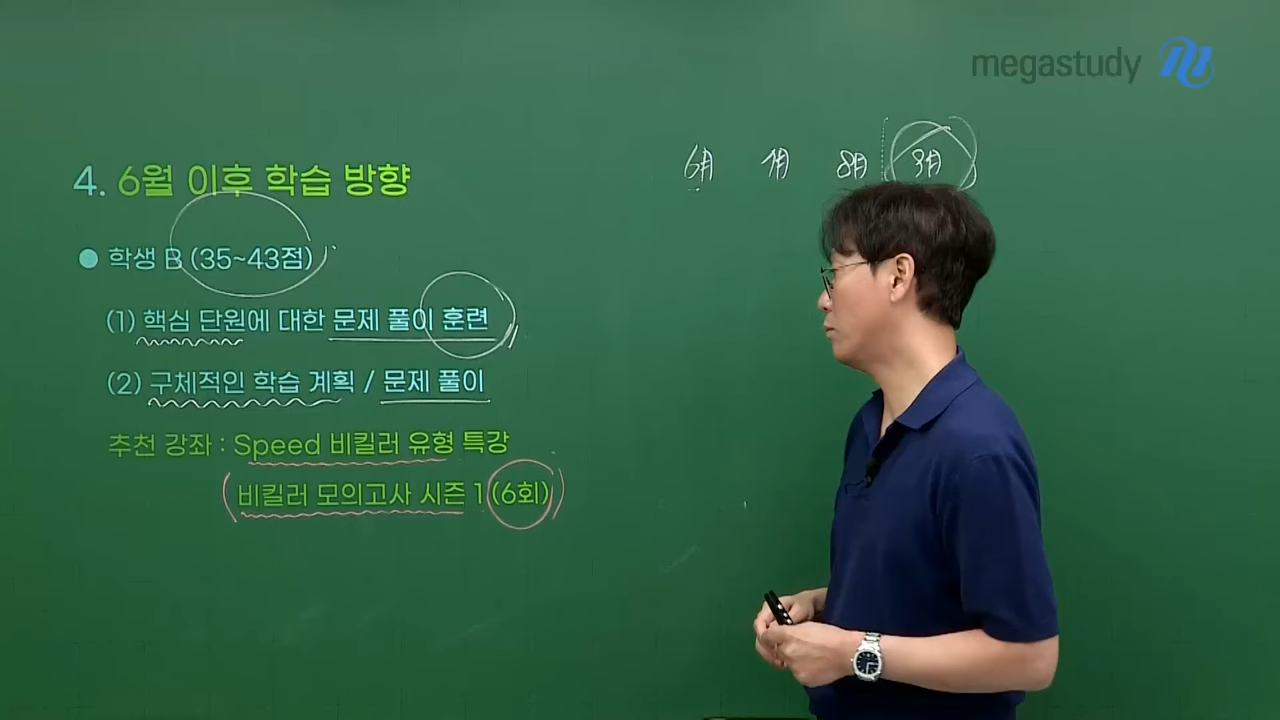 megastudy
4. 6월 이후 학습 방향
6月 7月 8月 9月
● 학생 B (35~43점)
(1) 핵심 단원에 대한 문제 풀이 훈련
(2) 구체적인 학습 계획 / 문제 풀이
추천 강좌 : Speed 비킬러 유형 특강
비킬러 모의고사 시즌 1 (6회)